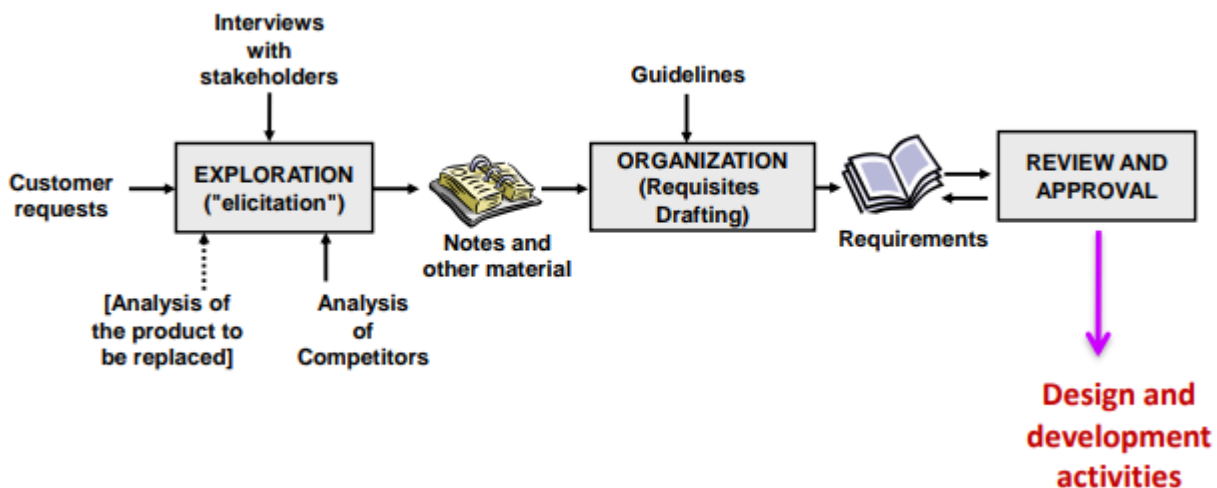 Interviews
with
stakeholders
Customer
requests
EXPLORATION
("elicitation")
[Analysis of
the product to
be replaced]
Analysis
of
Competitors
Notes and
other material
Guidelines
ORGANIZATION
(Requisites
Drafting)
Requirements
REVIEW AND
APPROVAL
Design and
development
activities